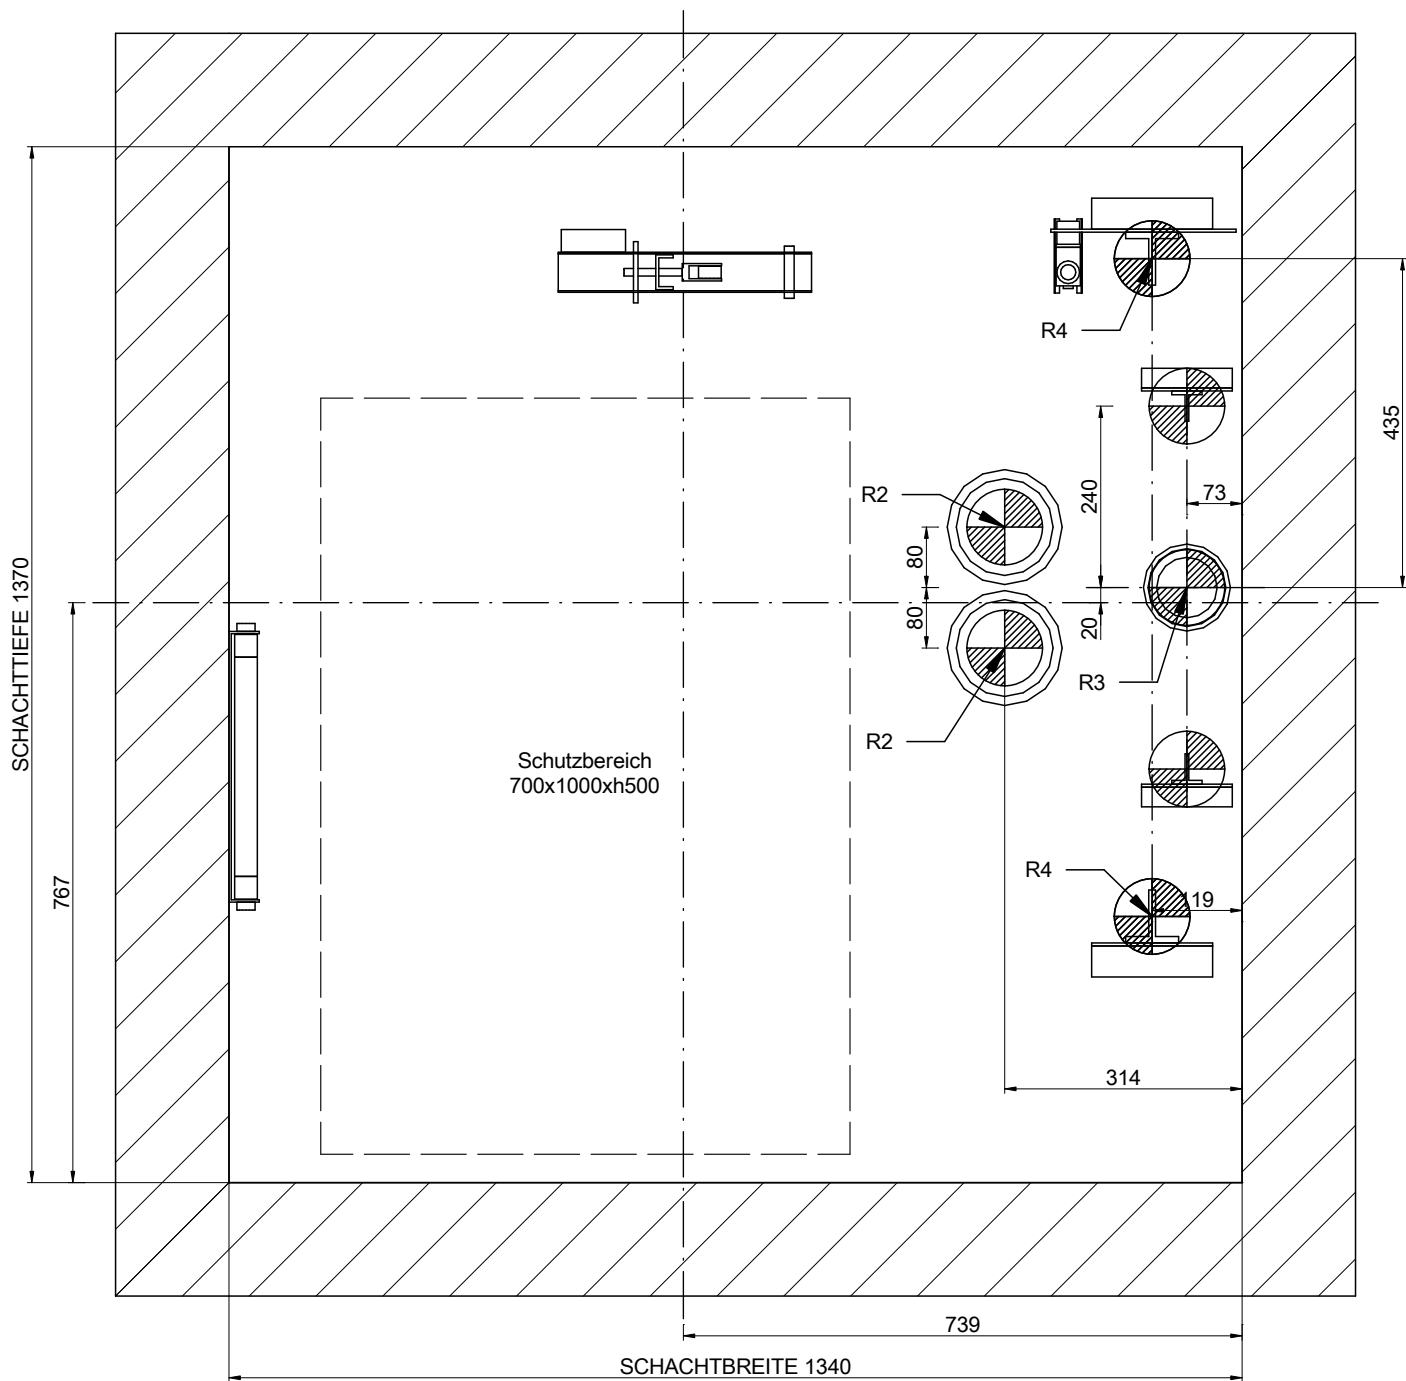 R4
435
240
73
R2
80
SCHACHTTIEFE 1370
80
20
R3
R2
Schutzbereich
700x1000xh500
767
R4
119
314
739
SCHACHTBREITE 1340